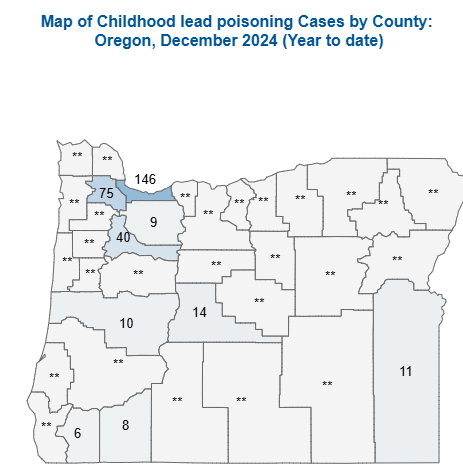 Map of Childhood lead poisoning Cases by County:
Oregon, December 2024 (Year to date)
** **
146
75 ** ** ** ** ** ** **
** ** **
9
40
** **
** ** ** ** **
** ** **
14
10
** 
11
** ** ** ** **
** 6 8